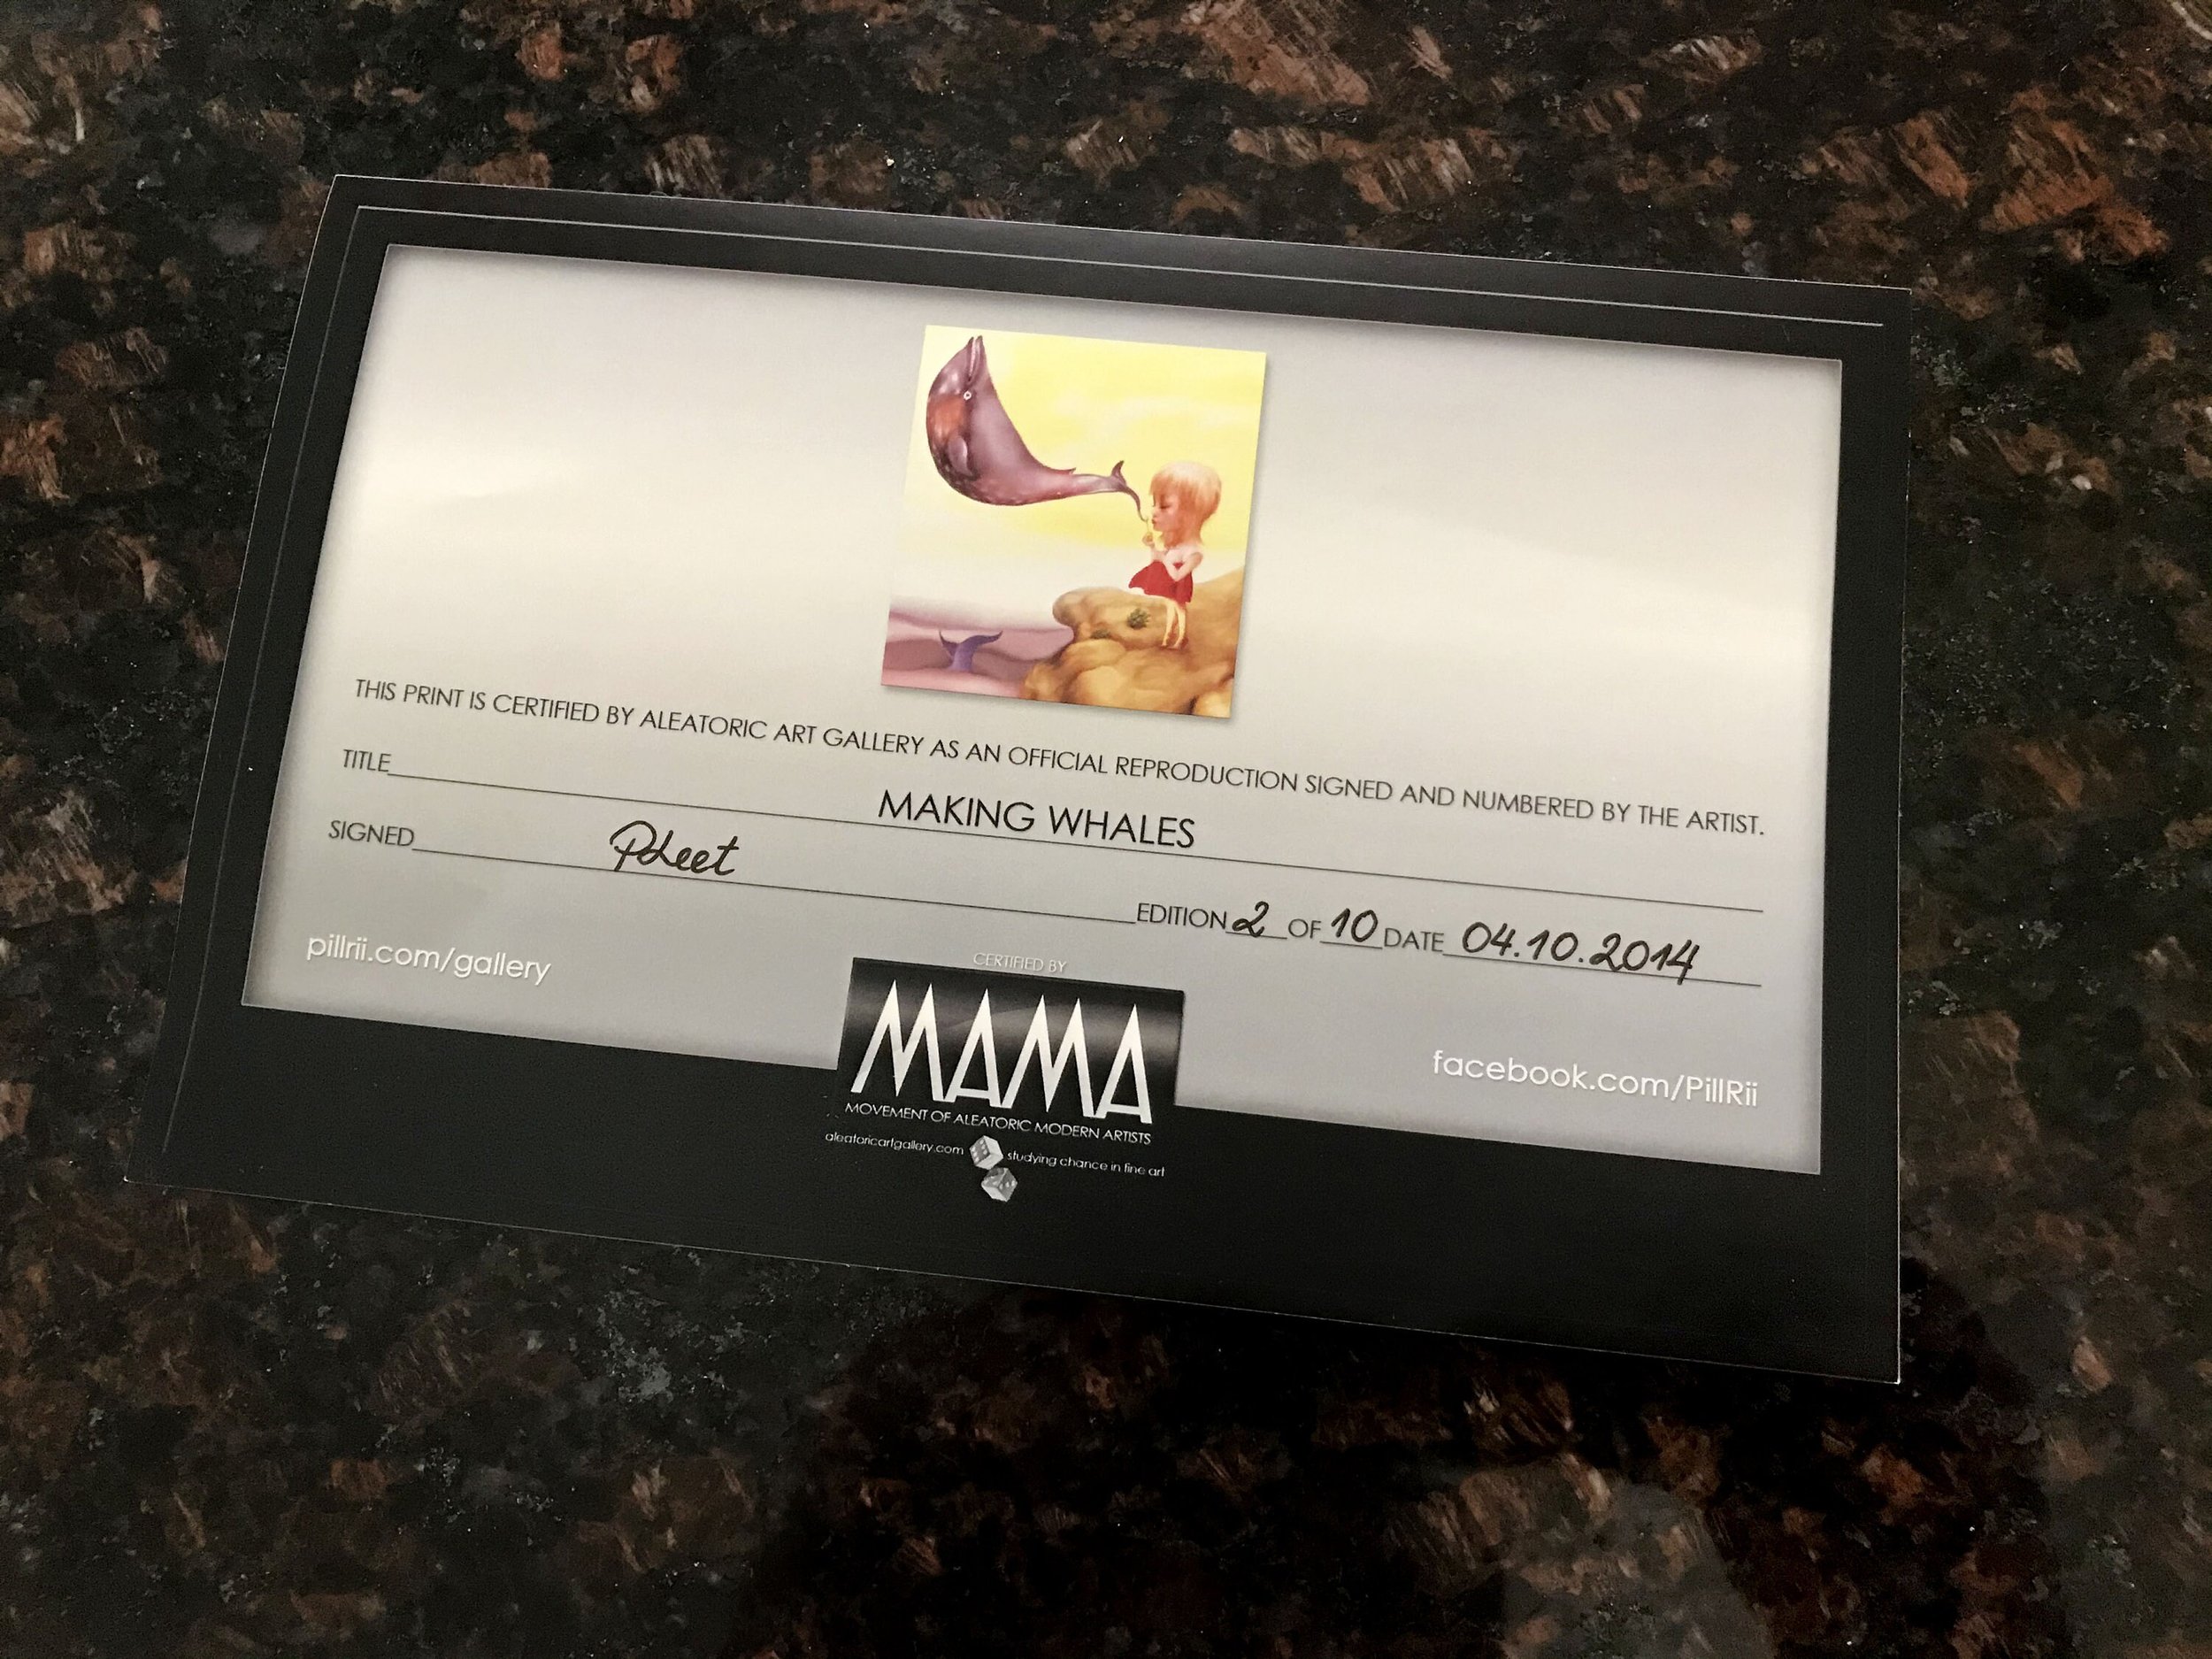 THIS PRINT IS CERTIFIED BY ALEATORIC ART GALLERY AS AN OFFICIAL REPRODUCTION SIGNED AND NUMBERED BY THE ARTIST.
TITLE MAKING WHALES
SIGNED
EDITION 2 OF 10 DATE 04.10.2014
pillrii.com/gallery
CERTIFIED BY
MAMA
MOVEMENT OF ALEATORIC MODERN ARTISTS
aleatoricartgallery.com studying chance in fine art
facebook.com/PillRii